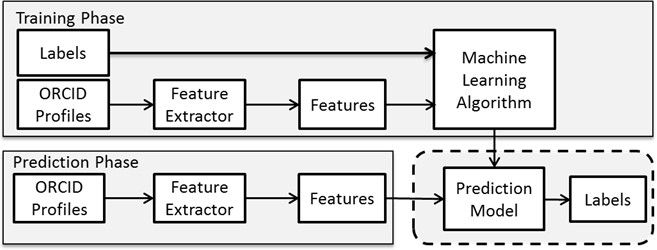 Training Phase
Labels
ORCID
Profiles
Feature
Extractor
Features
Machine
Learning
Algorithm
Prediction Phase
ORCID
Profiles
Feature
Extractor
Features
Prediction
Model
Labels